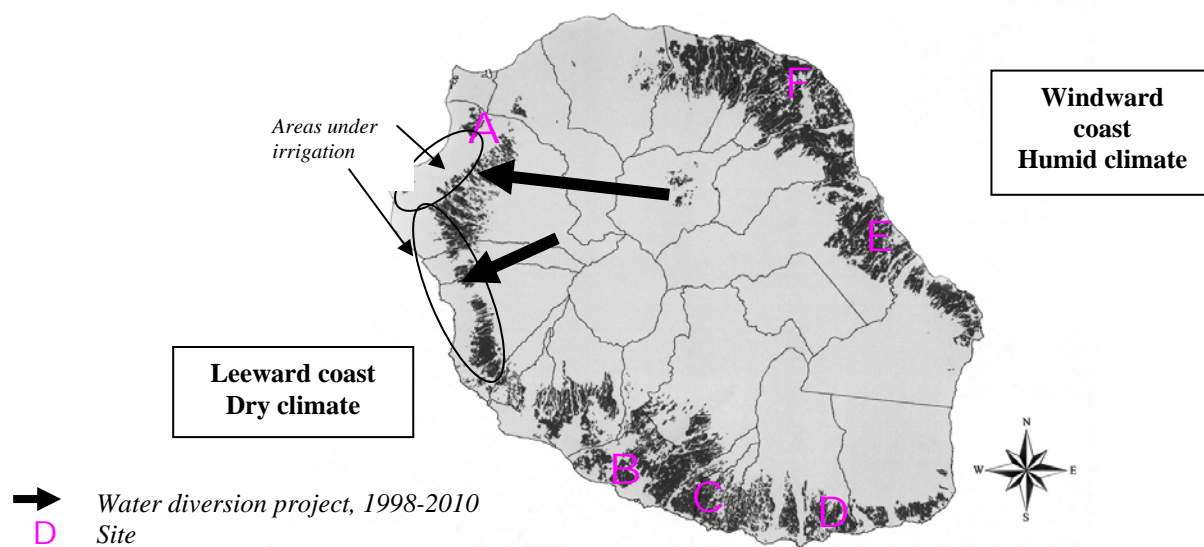 F
Windward
coast
Humid climate
A
Areas under
irrigation
E
Leeward coast
Dry climate
N
W E
S
B
C
D
Water diversion project, 1998-2010
D Site